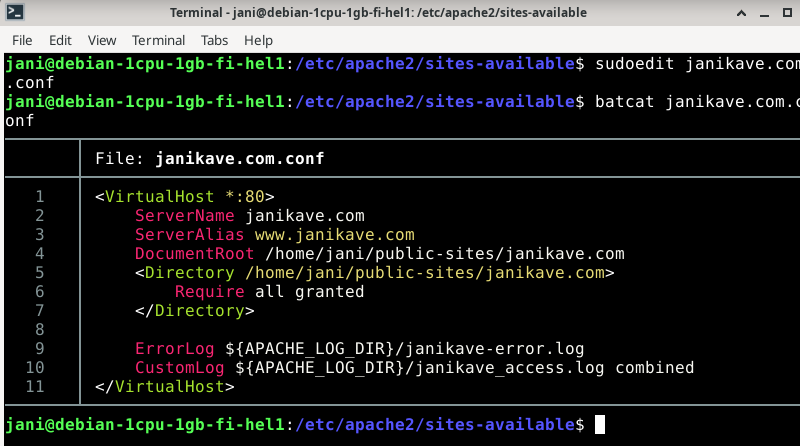 Terminal - jani@debian-1cpu-1gb-fi-hel1: /etc/apache2/sites-available
File Edit View Terminal Tabs Help
jani@debian-1cpu-1gb-fi-hel1:/etc/apache2/sites-available$ sudoedit janikave.com
.conf
jani@debian-1cpu-1gb-fi-hel1:/etc/apache2/sites-available$ batcat janikave.com.c
onf
File: janikave.com.conf
1 <VirtualHost *:80>
2 ServerName janikave.com
3 ServerAlias www.janikave.com
4 DocumentRoot /home/jani/public-sites/janikave.com
5 <Directory /home/jani/public-sites/janikave.com>
6 Require all granted
7 </Directory>
8
9 ErrorLog ${APACHE_LOG_DIR}/janikave-error.log
10 CustomLog ${APACHE_LOG_DIR}/janikave_access.log combined
11 </VirtualHost>
jani@debian-1cpu-1gb-fi-hel1:/etc/apache2/sites-available$